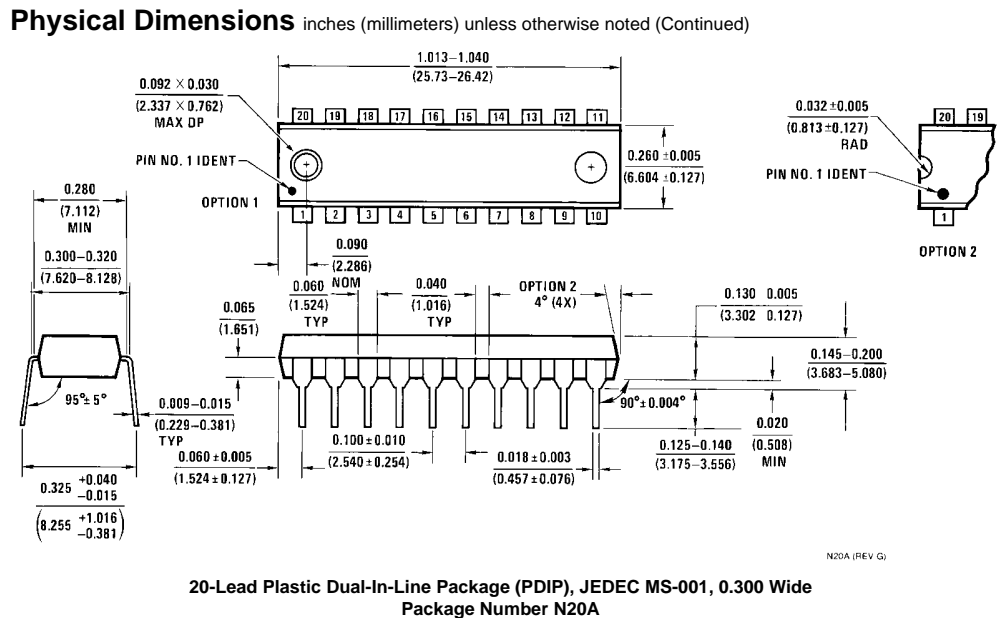 Physical Dimensions inches (millimeters) unless otherwise noted (Continued)
1.013–1.040
(25.73–26.42)
0.092 × 0.030
(2.337 × 0.762)
MAX DP
20 19 18 17 16 15 14 13 12 11
PIN NO. 1 IDENT
OPTION 1
1 2 3 4 5 6 7 8 9 10
0.260 ±0.005
(6.604 ±0.127)
0.032 ±0.005
(0.813 ±0.127)
RAD
20 19
PIN NO. 1 IDENT
1
OPTION 2
0.280
(7.112)
MIN
0.300–0.320
(7.620–8.128)
0.090
(2.286)
NOM
0.060
(1.524)
TYP
0.040
(1.016)
TYP
OPTION 2
4° (4X)
0.065
(1.651)
0.130 0.005
(3.302 0.127)
0.145–0.200
(3.683–5.080)
95°± 5°
0.009–0.015
(0.229–0.381)
TYP
90°±0.004°
0.020
(0.508)
MIN
0.125–0.140
(3.175–3.556)
0.100 ±0.010
(2.540 ±0.254)
0.018 ±0.003
(0.457 ±0.076)
0.060 ±0.005
(1.524 ±0.127)
0.325 +0.040 –0.015
(8.255 +1.016 –0.381)
N20A (REV G)
20-Lead Plastic Dual-In-Line Package (PDIP), JEDEC MS-001, 0.300 Wide
Package Number N20A